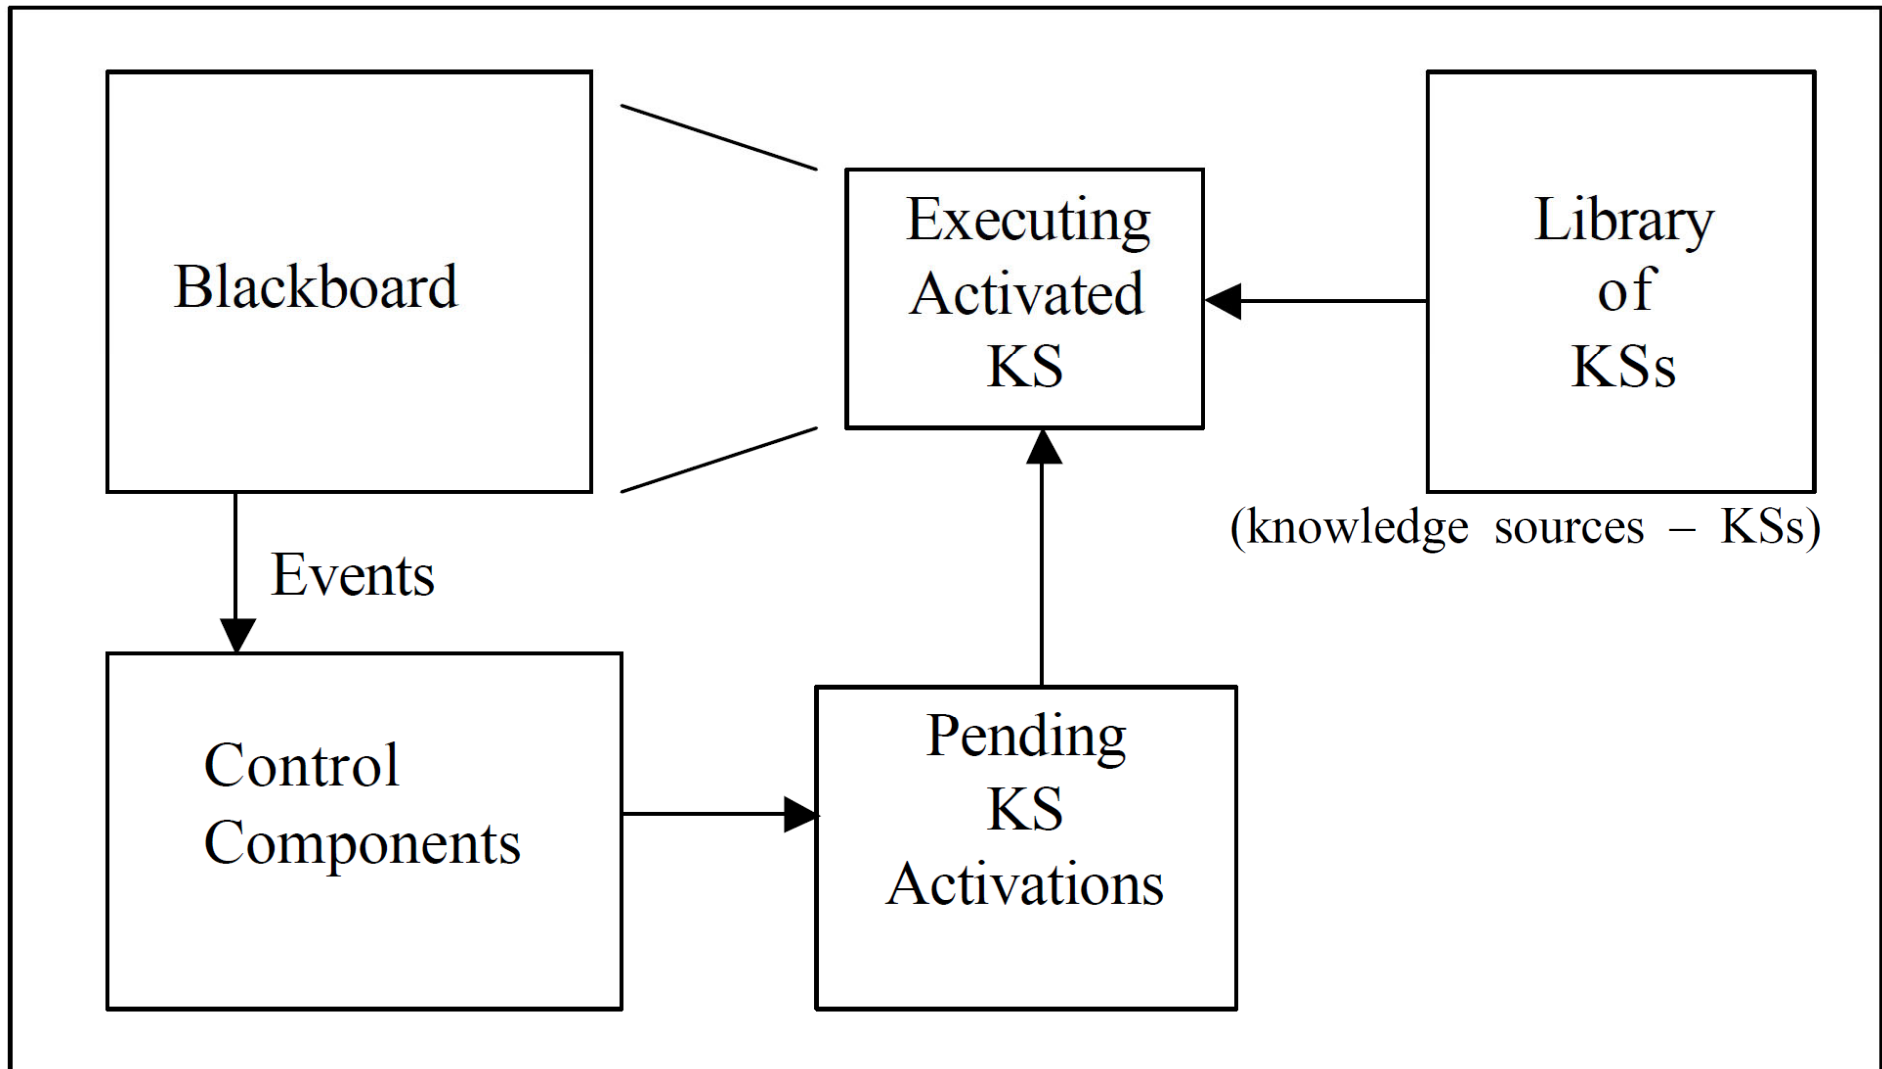 Blackboard
Executing
Activated
KS
Library
of
KSs
(knowledge sources – KSs)
Events
Control
Components
Pending
KS
Activations